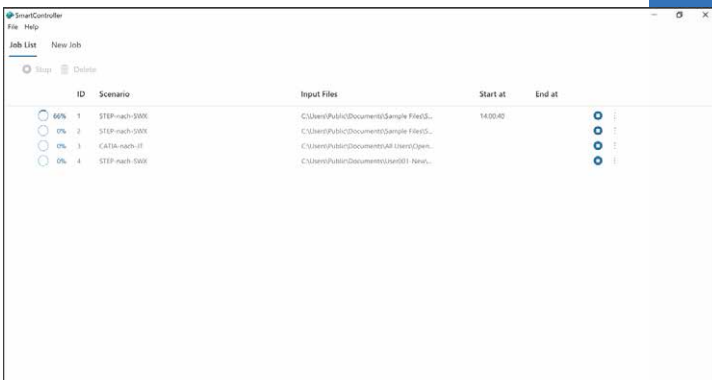 SmartController
File Help
Job List New Job
Stop Delete
ID Scenario Input Files Start at End at
66% 1 STEP-nach-SWX C:\Users\Public\Documents\Sample Files\S... 14:00:40
0% 2 STEP-nach-SWX C:\Users\Public\Documents\Sample Files\S...
0% 3 CATIA-nach-JT C:\Users\Public\Documents\All Users\Open...
0% 4 STEP-nach-SWX C:\Users\Public\Documents\User001-New\...